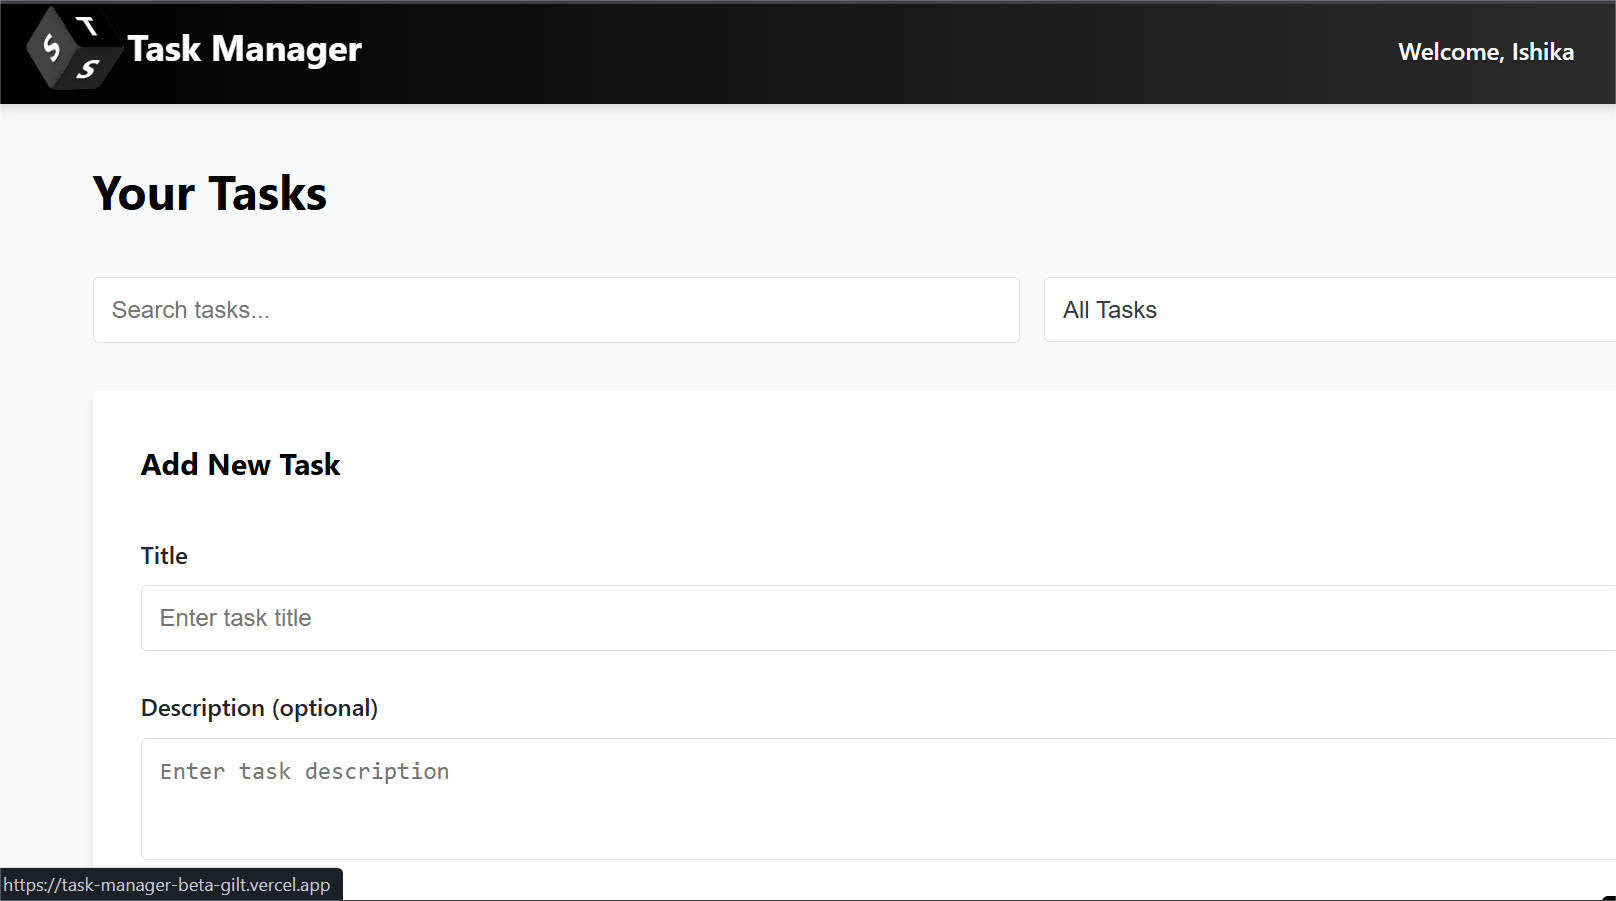 T
S
S
Task Manager
Welcome, Ishika
Your Tasks
Search tasks...
All Tasks
Add New Task
Title
Enter task title
Description (optional)
Enter task description
https://task-manager-beta-gilt.vercel.app